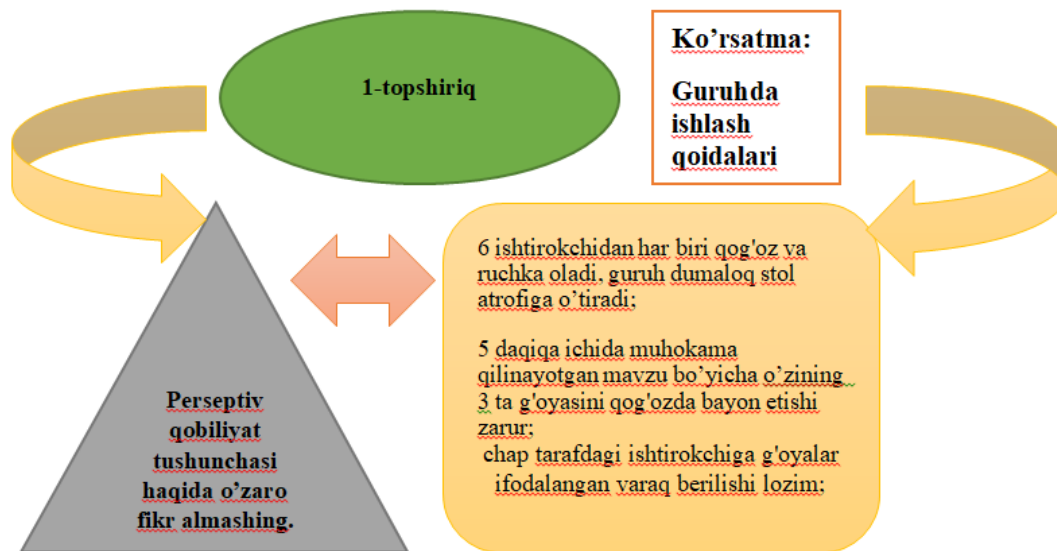 1-topshiriq
Ko’rsatma:
Guruhda
ishlash
qoidalari
6 ishtirokchidan har biri qog'oz va
ruchka oladi, guruh dumaloq stol
atrofiga o’tiradi;
5 daqiqa ichida muhokama
qilinayotgan mavzu bo’yicha o’zining
3 ta g'oyasini qog'ozda bayon etishi
zarur;
chap tarafdagi ishtirokchiga g'oyalar
ifodalangan varaq berilishi lozim;
Perseptiv
qobiliyat
tushunchasi
haqida o’zaro
fikr almashing.